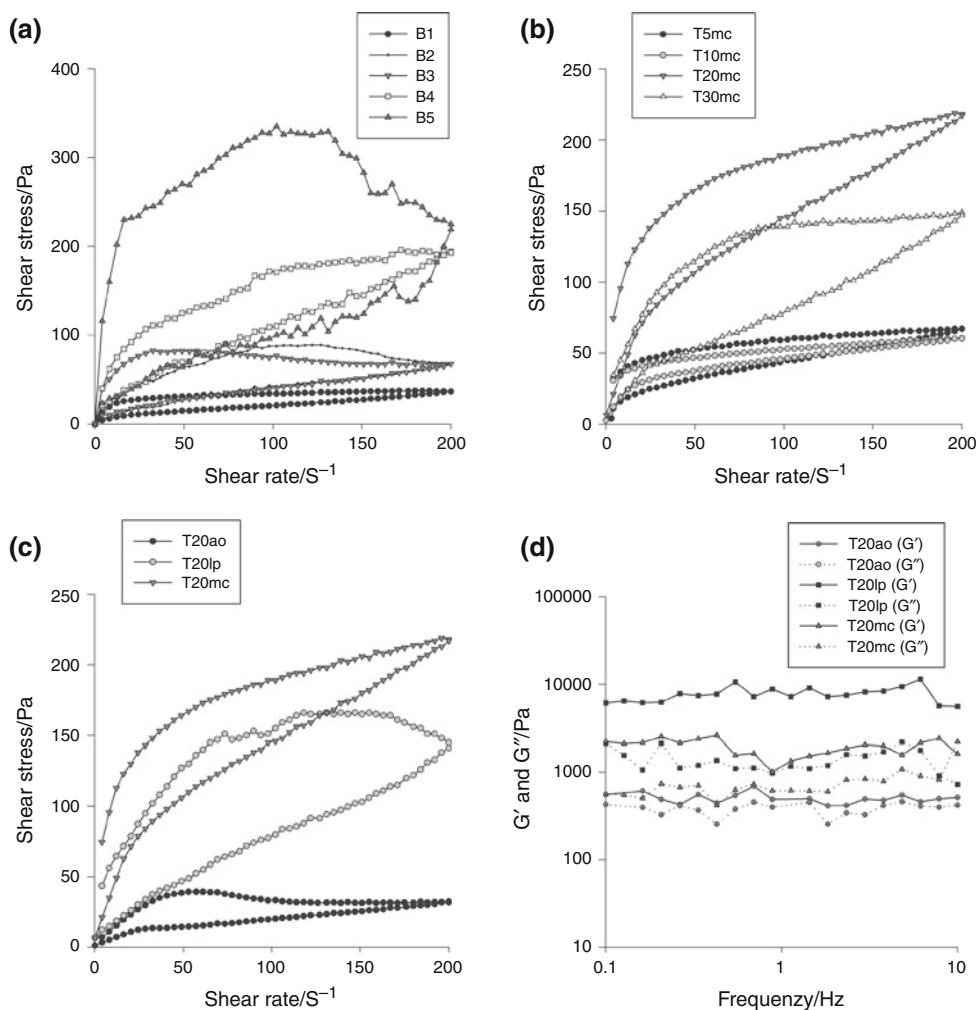 (a)
B1
B2
B3
B4
B5
400
300
200
100
0
Shear stress/Pa
0 50 100 150 200
Shear rate/S⁻¹
(b)
T5mc
T10mc
T20mc
T30mc
250
200
150
100
50
0
Shear stress/Pa
0 50 100 150 200
Shear rate/S⁻¹
(c)
T20ao
T20lp
T20mc
250
200
150
100
50
0
Shear stress/Pa
0 50 100 150 200
Shear rate/S⁻¹
(d)
T20ao (G′)
T20ao (G″)
T20lp (G′)
T20lp (G″)
T20mc (G′)
T20mc (G″)
100000
10000
1000
100
10
G′ and G″/Pa
0.1 1 10
Frequenzy/Hz